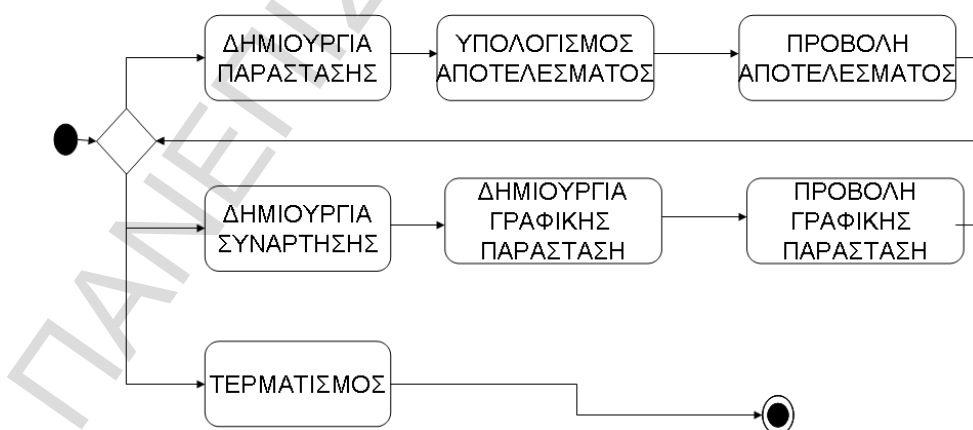 ΔΗΜΙΟΥΡΓΙΑ
ΠΑΡΑΣΤΑΣΗΣ
ΥΠΟΛΟΓΙΣΜΟΣ
ΑΠΟΤΕΛΕΣΜΑΤΟΣ
ΠΡΟΒΟΛΗ
ΑΠΟΤΕΛΕΣΜΑΤΟΣ
ΔΗΜΙΟΥΡΓΙΑ
ΣΥΝΑΡΤΗΣΗΣ
ΔΗΜΙΟΥΡΓΙΑ
ΓΡΑΦΙΚΗΣ
ΠΑΡΑΣΤΑΣΗ
ΠΡΟΒΟΛΗ
ΓΡΑΦΙΚΗΣ
ΠΑΡΑΣΤΑΣΗ
ΤΕΡΜΑΤΙΣΜΟΣ